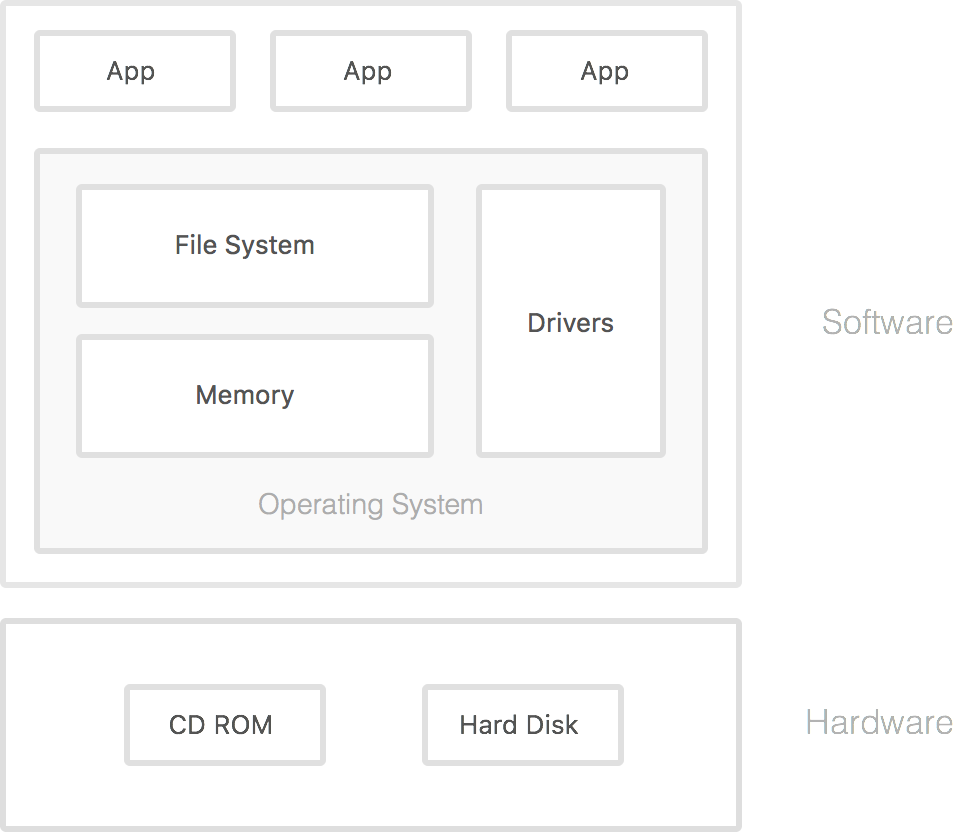 App
App
App
File System
Drivers
Memory
Operating System
Software
CD ROM
Hard Disk
Hardware